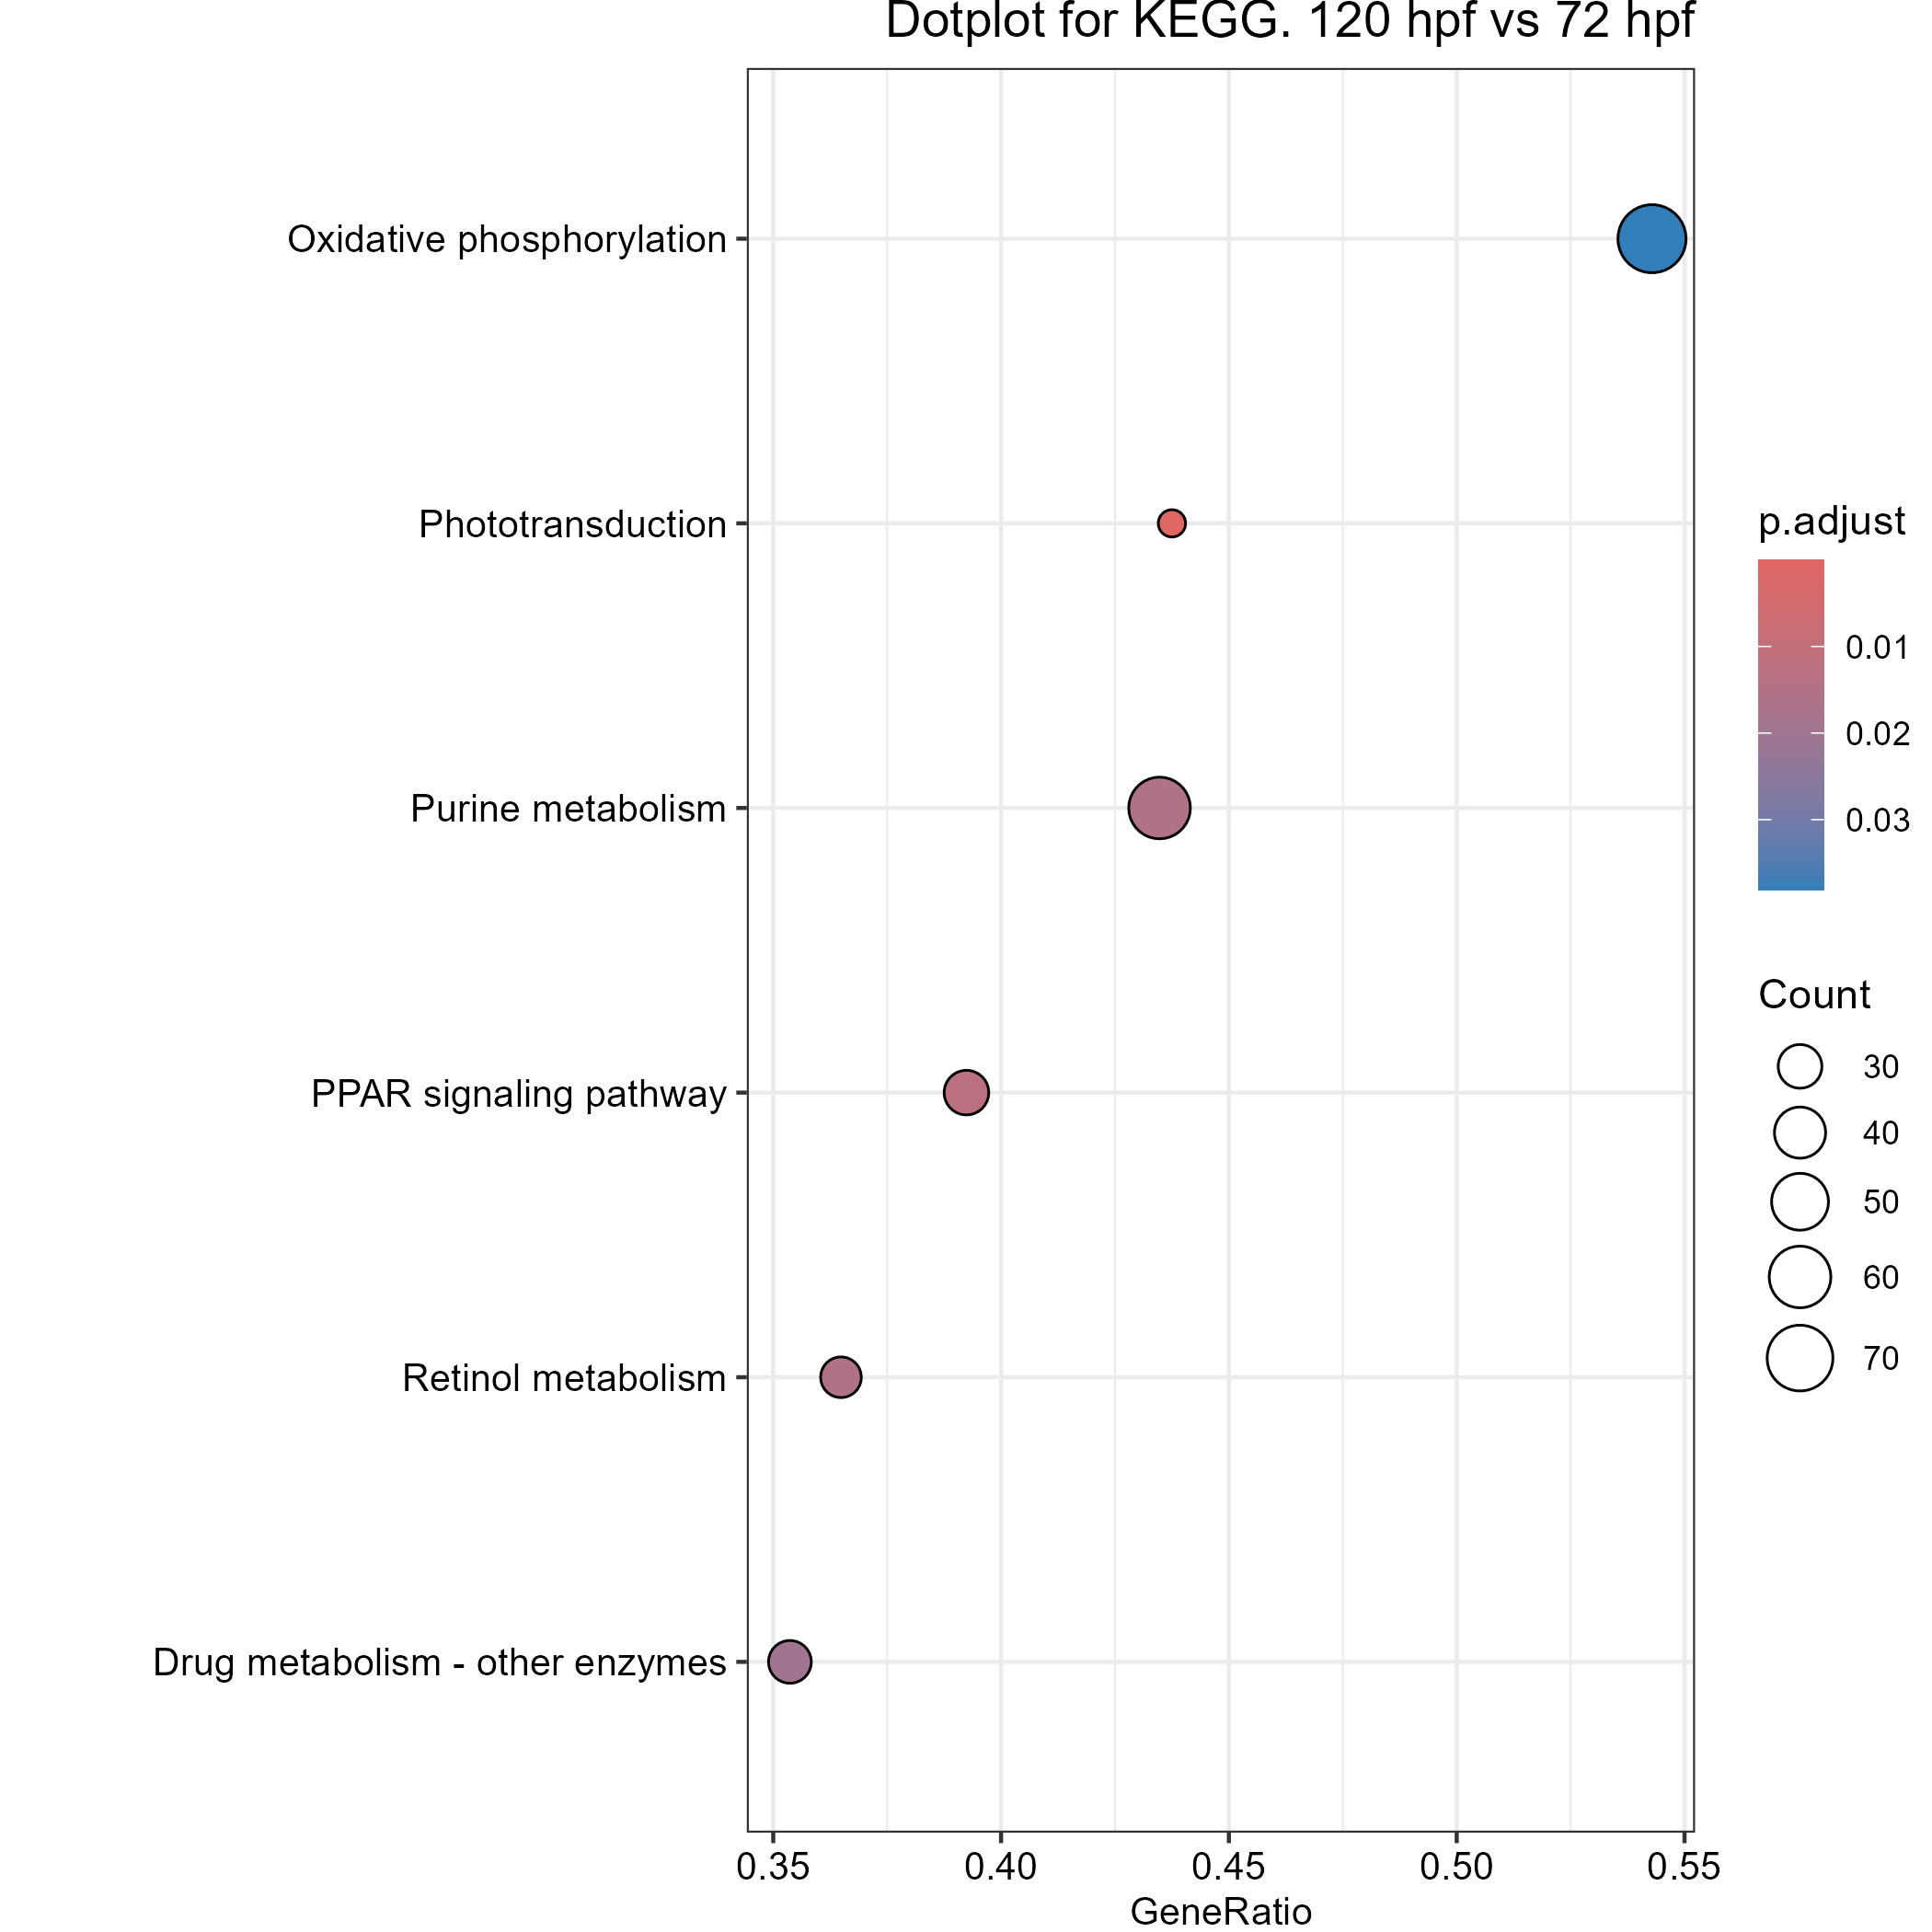 Dotplot for KEGG. 120 hpf vs 72 hpf
Oxidative phosphorylation
Phototransduction
Purine metabolism
PPAR signaling pathway
Retinol metabolism
Drug metabolism - other enzymes
0.35 0.40 0.45 0.50 0.55
GeneRatio
p.adjust
0.01
0.02
0.03
Count
30
40
50
60
70